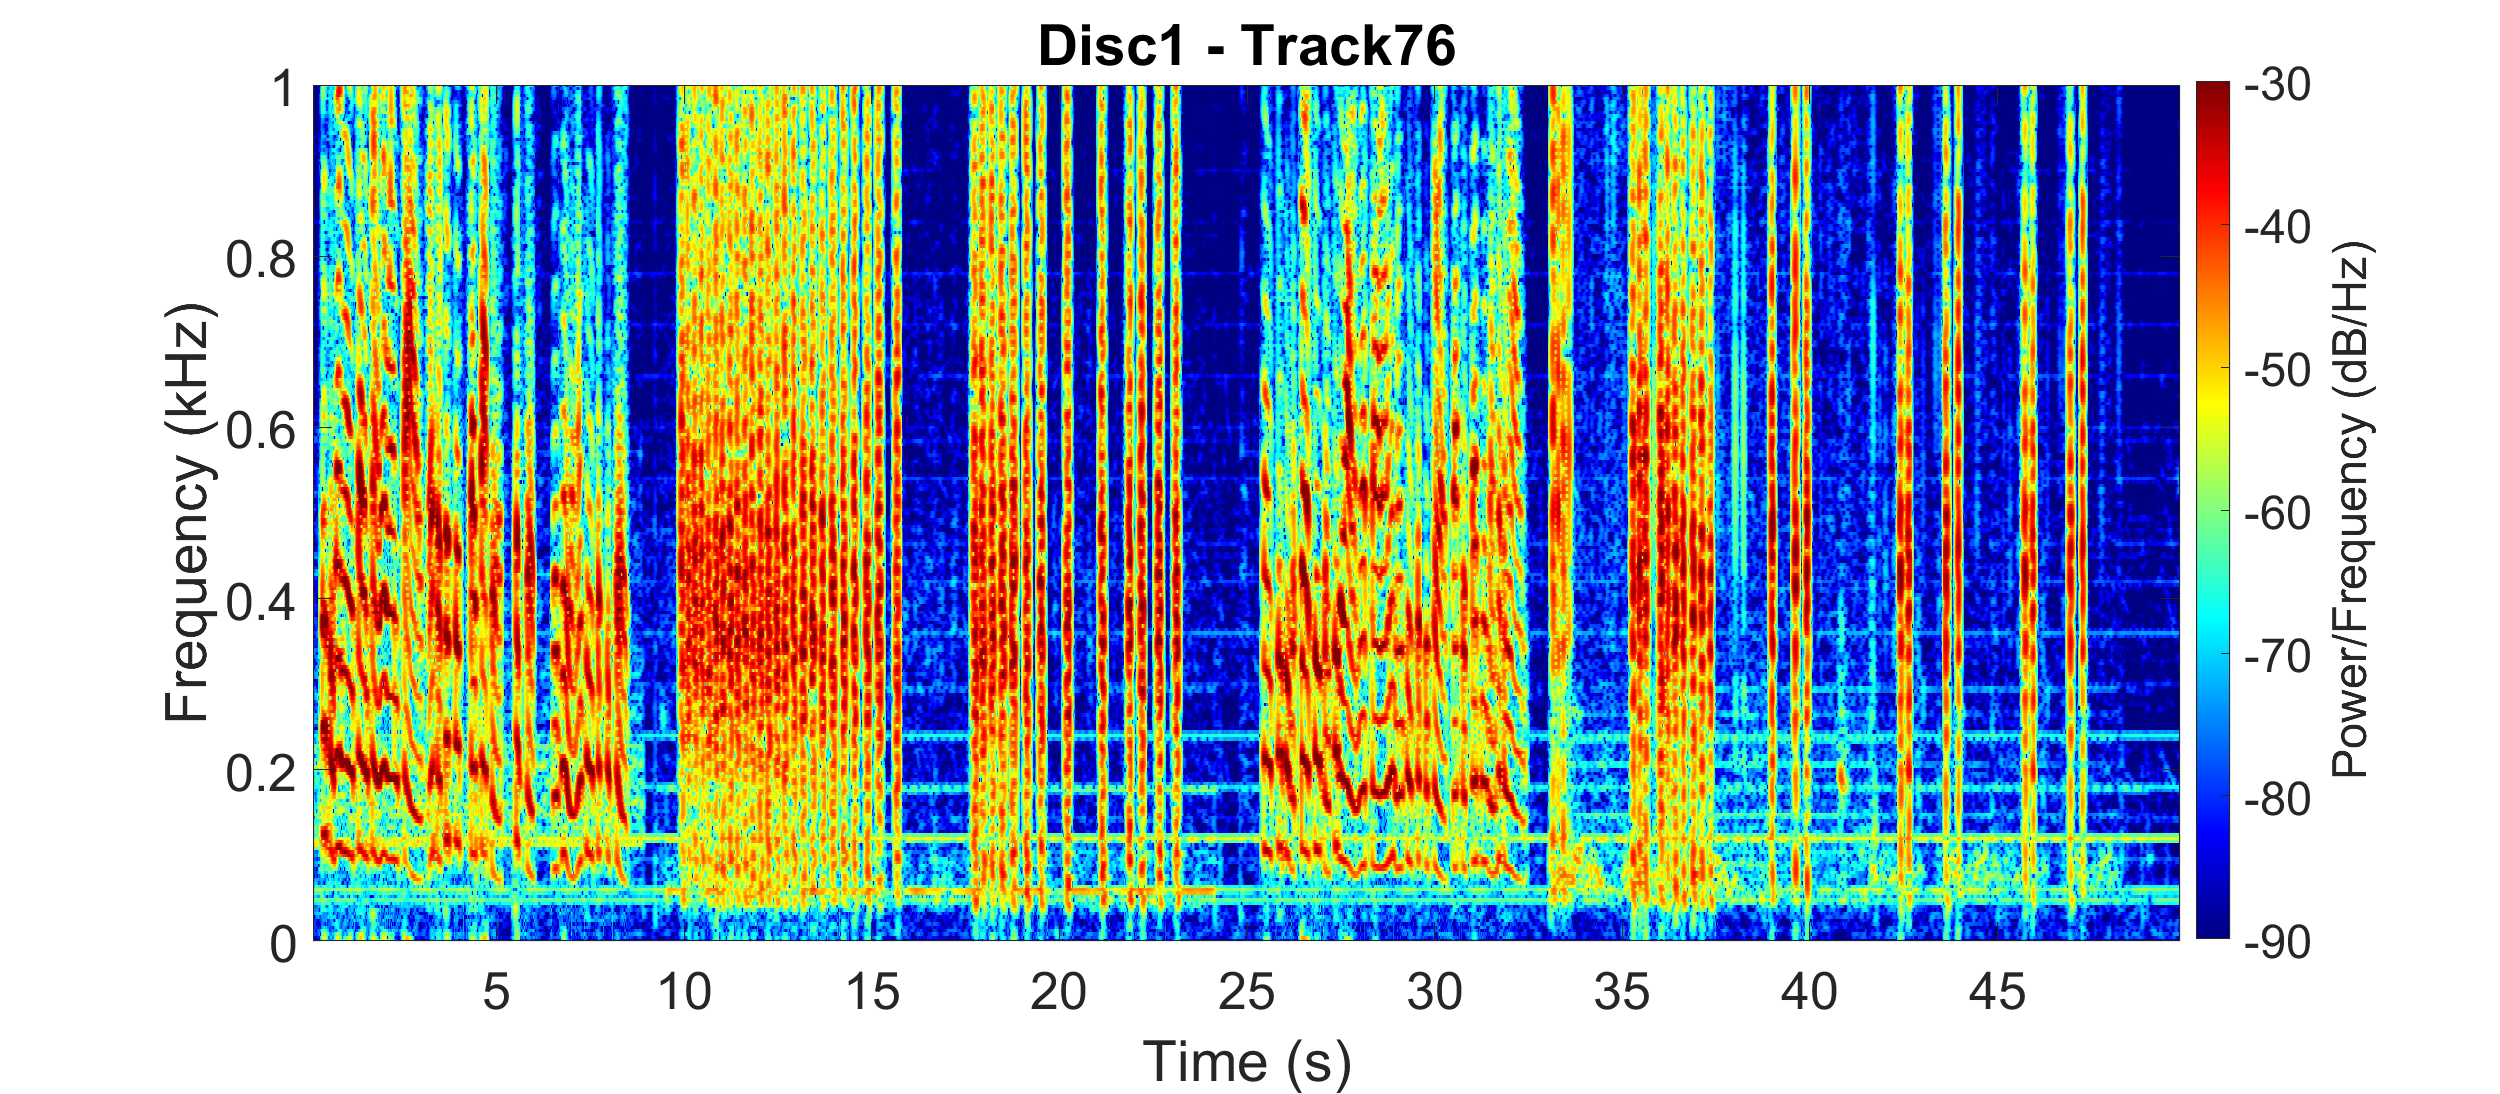 Disc1 - Track76
1
0.8
0.6
0.4
0.2
0
Frequency (kHz)
5 10 15 20 25 30 35 40 45
Time (s)
-30
-40
-50
-60
-70
-80
-90
Power/Frequency (dB/Hz)